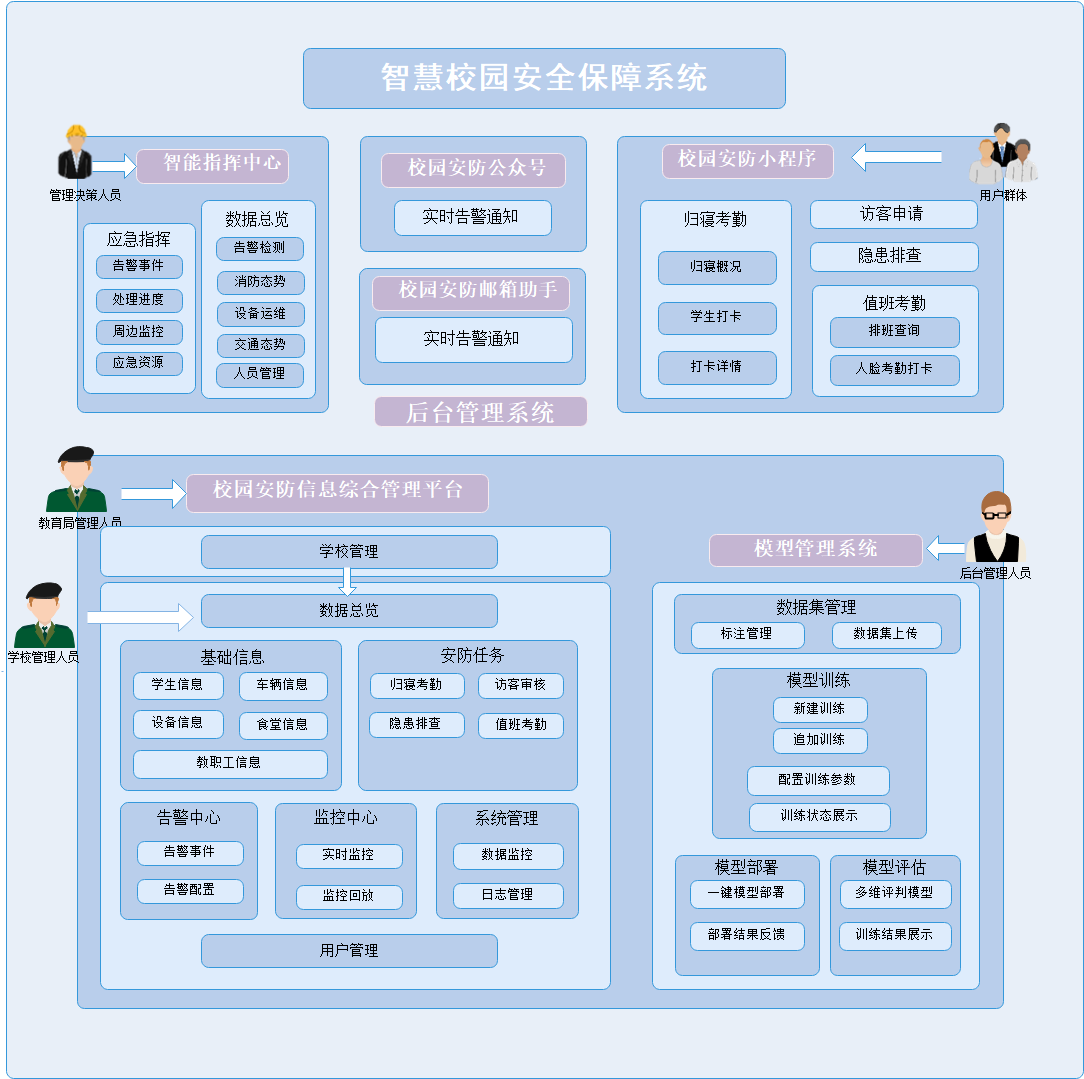 智慧校园安全保障系统
管理决策人员
智能指挥中心
应急指挥
告警事件
处理进度
周边监控
应急资源
数据总览
告警检测
消防态势
设备运维
交通态势
人员管理
校园安防公众号
实时告警通知
校园安防邮箱助手
实时告警通知
校园安防小程序
用户群体
归寝考勤
归寝概况
学生打卡
打卡详情
访客申请
隐患排查
值班考勤
排班查询
人脸考勤打卡
后台管理系统
教育局管理人员
校园安防信息综合管理平台
学校管理
学校管理人员
数据总览
基础信息
学生信息
车辆信息
设备信息
食堂信息
教职工信息
安防任务
归寝考勤
访客审核
隐患排查
值班考勤
告警中心
告警事件
告警配置
监控中心
实时监控
监控回放
系统管理
数据监控
日志管理
用户管理
模型管理系统
后台管理人员
数据集管理
标注管理
数据集上传
模型训练
新建训练
追加训练
配置训练参数
训练状态展示
模型部署
一键模型部署
部署结果反馈
模型评估
多维评判模型
训练结果展示